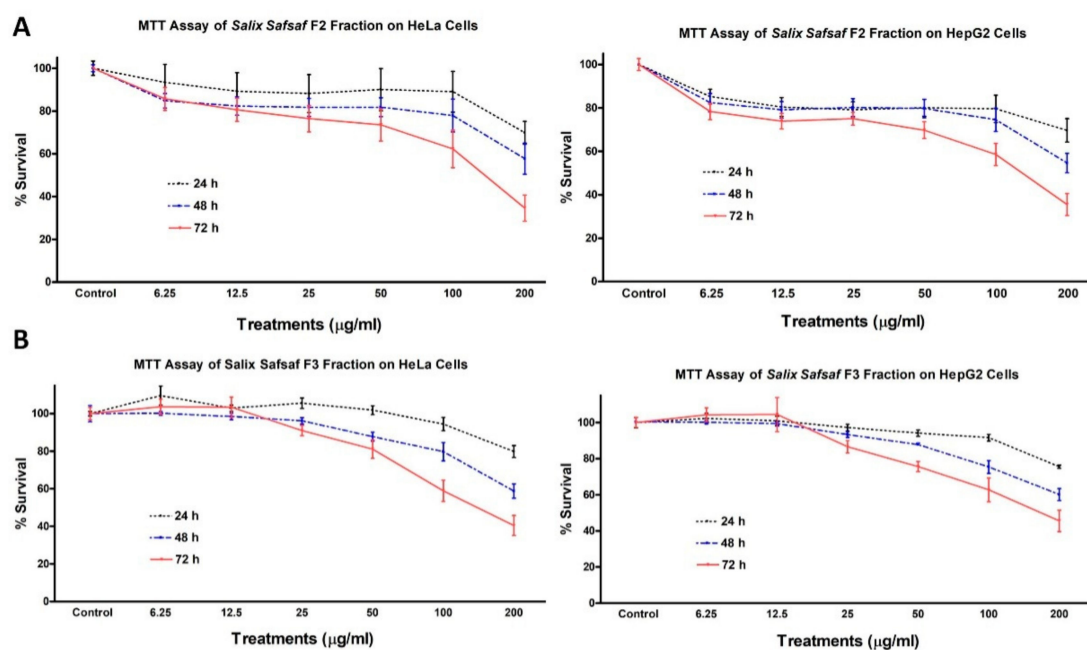 A
MTT Assay of Salix Safsaf F2 Fraction on HeLa Cells
% Survival
100
80
60
40
20
0
24 h
48 h
72 h
Control 6.25 12.5 25 50 100 200
Treatments (μg/ml)
MTT Assay of Salix Safsaf F2 Fraction on HepG2 Cells
% Survival
100
80
60
40
20
0
24 h
48 h
72 h
Control 6.25 12.5 25 50 100 200
Treatments (μg/ml)
B
MTT Assay of Salix Safsaf F3 Fraction on HeLa Cells
% Survival
100
80
60
40
20
0
24 h
48 h
72 h
Control 6.25 12.5 25 50 100 200
Treatments (μg/ml)
MTT Assay of Salix Safsaf F3 Fraction on HepG2 Cells
% Survival
100
80
60
40
20
0
24 h
48 h
72 h
Control 6.25 12.5 25 50 100 200
Treatments (μg/ml)